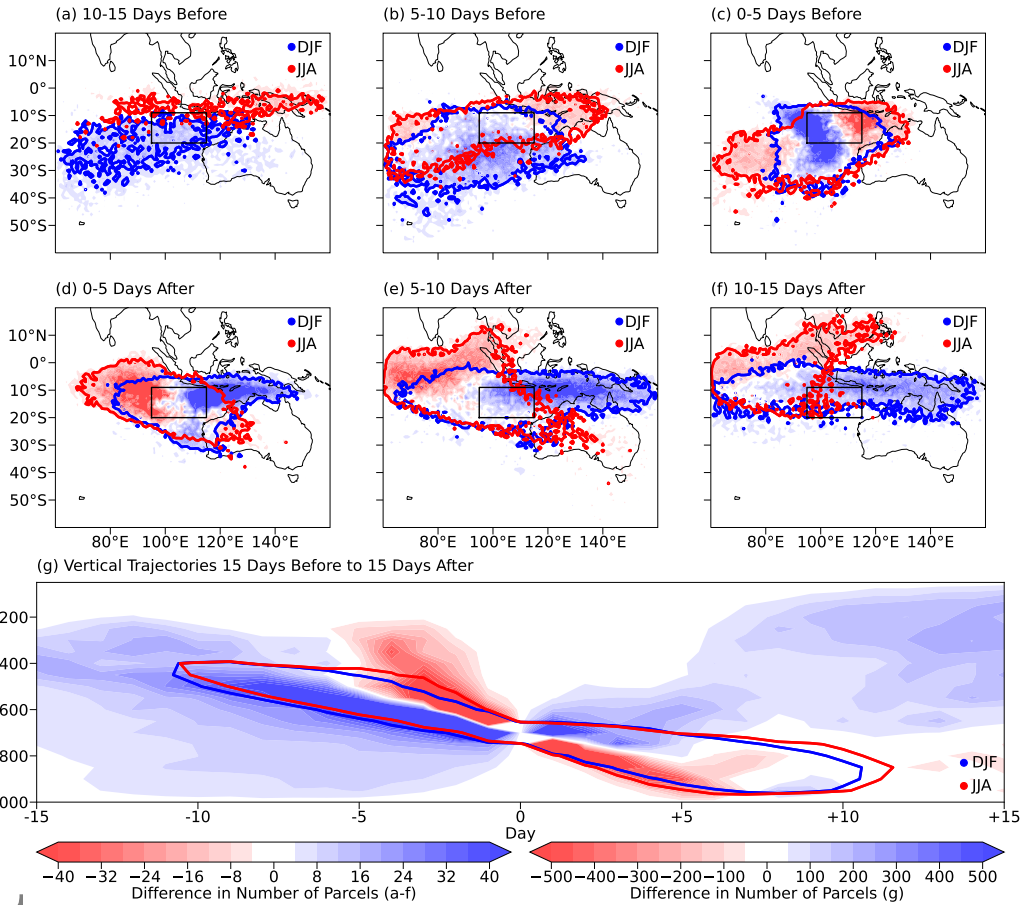 (a) 10-15 Days Before
(b) 5-10 Days Before
(c) 0-5 Days Before
DJF
JJA
DJF
JJA
DJF
JJA
10°N
0°
10°S
20°S
30°S
40°S
50°S
(d) 0-5 Days After
(e) 5-10 Days After
(f) 10-15 Days After
DJF
JJA
DJF
JJA
DJF
JJA
10°N
0°
10°S
20°S
30°S
40°S
50°S
80°E 100°E 120°E 140°E
80°E 100°E 120°E 140°E
80°E 100°E 120°E 140°E
(g) Vertical Trajectories 15 Days Before to 15 Days After
200
400
600
800
000
DJF
JJA
-15 -10 -5 0 +5 +10 +15
Day
−40 −32 −24 −16 −8 0 8 16 24 32 40
Difference in Number of Parcels (a-f)
−500−400−300−200−100 0 100 200 300 400 500
Difference in Number of Parcels (g)